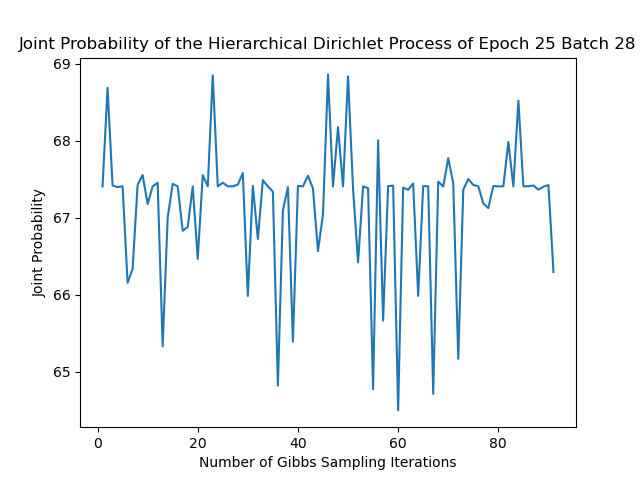 Joint Probability of the Hierarchical Dirichlet Process of Epoch 25 Batch 28
69
68
67
66
65
Joint Probability
0 20 40 60 80
Number of Gibbs Sampling Iterations